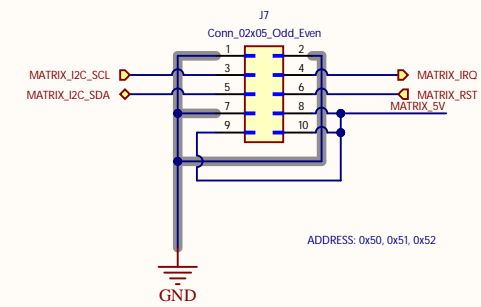 J7
Conn_02x05_Odd_Even
1 2
MATRIX_I2C_SCL 3 4 MATRIX_IRQ
MATRIX_I2C_SDA 5 6 MATRIX_RST
7 8 MATRIX_5V
9 10
ADDRESS: 0x50, 0x51, 0x52
GND